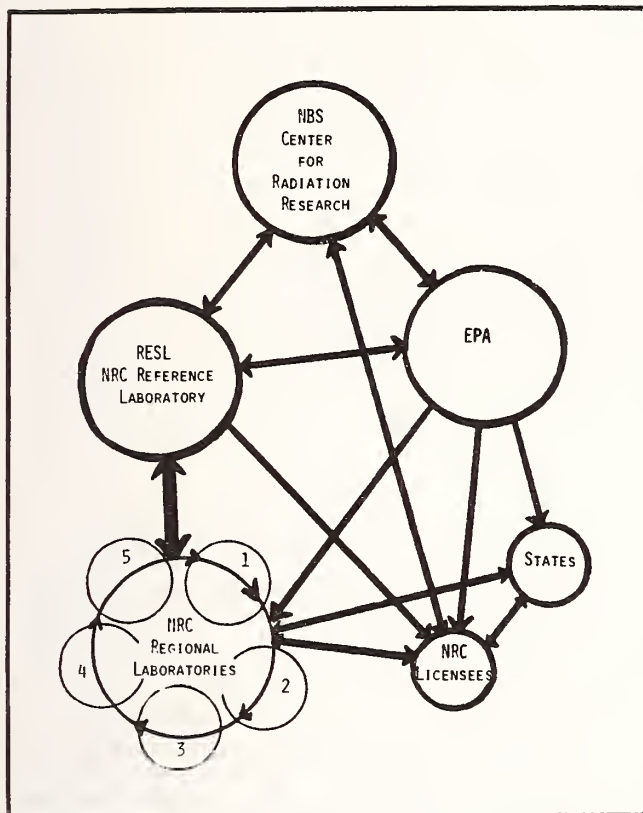 NBS
CENTER
FOR
RADIATION
RESEARCH
RESL
NRC REFERENCE
LABORATORY
EPA
STATES
NRC
LICENSEES
NRC
REGIONAL
LABORATORIES
5
1
4
2
3